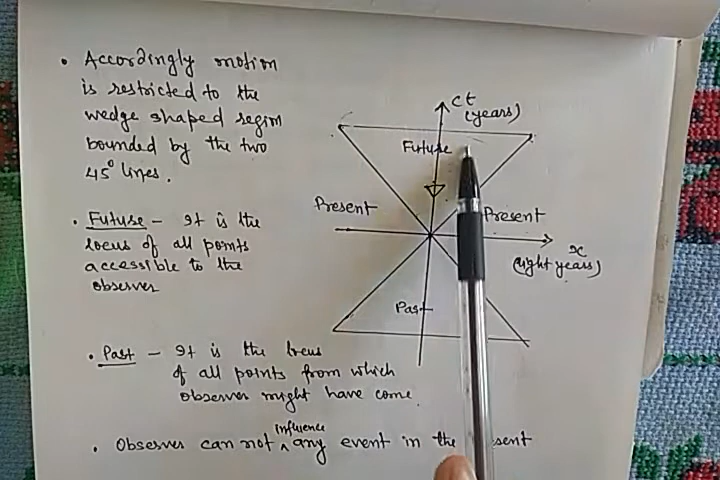 • Accordingly motion
is restricted to the
wedge shaped region
bounded by the two
45° lines.
• Future - It is the
locus of all points
accessible to the
observer
• Past - It is the locus
of all points from which
observer might have come.
• Observer can not influence any event in the
ct
(years)
Future
Present
Present
x
(light years)
Past